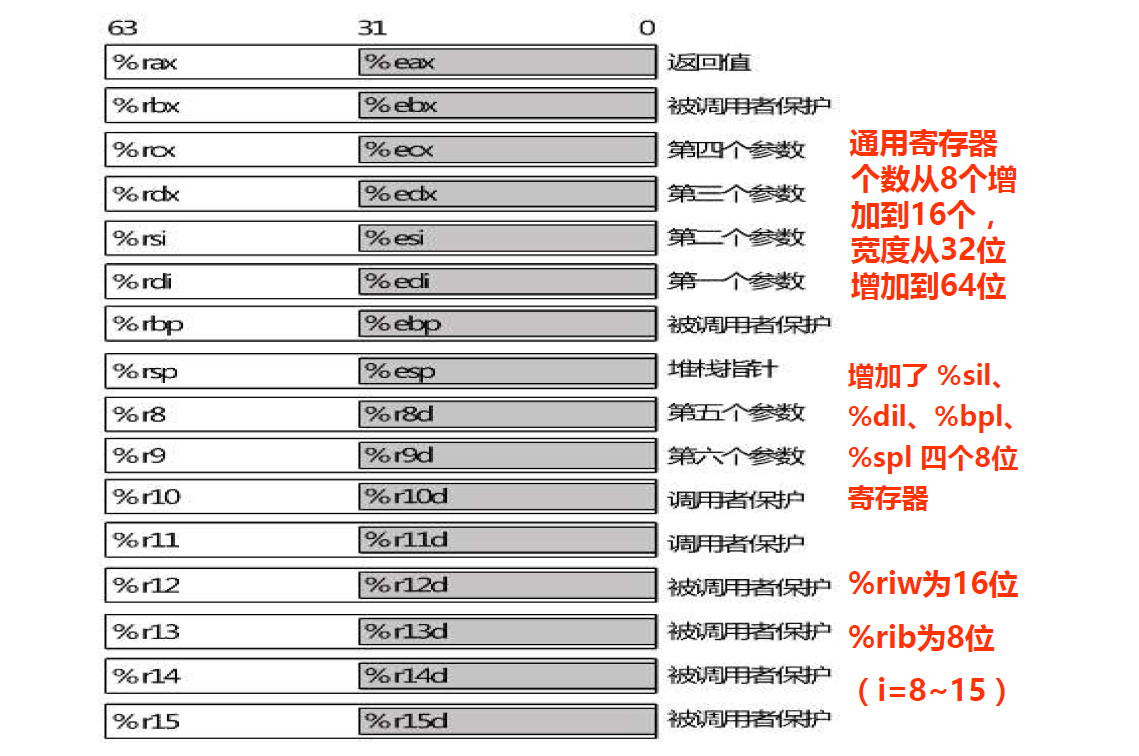 63 31 0
%rax %eax 返回值
%rbx %ebx 被调用者保护
%rcx %ecx 第四个参数
%rdx %edx 第三个参数
%rsi %esi 第二个参数
%rdi %edi 第一个参数
%rbp %ebp 被调用者保护
%rsp %esp 堆栈指针
%r8 %r8d 第五个参数
%r9 %r9d 第六个参数
%r10 %r10d 调用者保护
%r11 %r11d 调用者保护
%r12 %r12d 被调用者保护
%r13 %r13d 被调用者保护
%r14 %r14d 被调用者保护
%r15 %r15d 被调用者保护
通用寄存器
个数从8个增
加到16个，
宽度从32位
增加到64位
增加了 %sil、
%dil、%bpl、
%spl 四个8位
寄存器
%riw为16位
%rib为8位
（i=8~15）